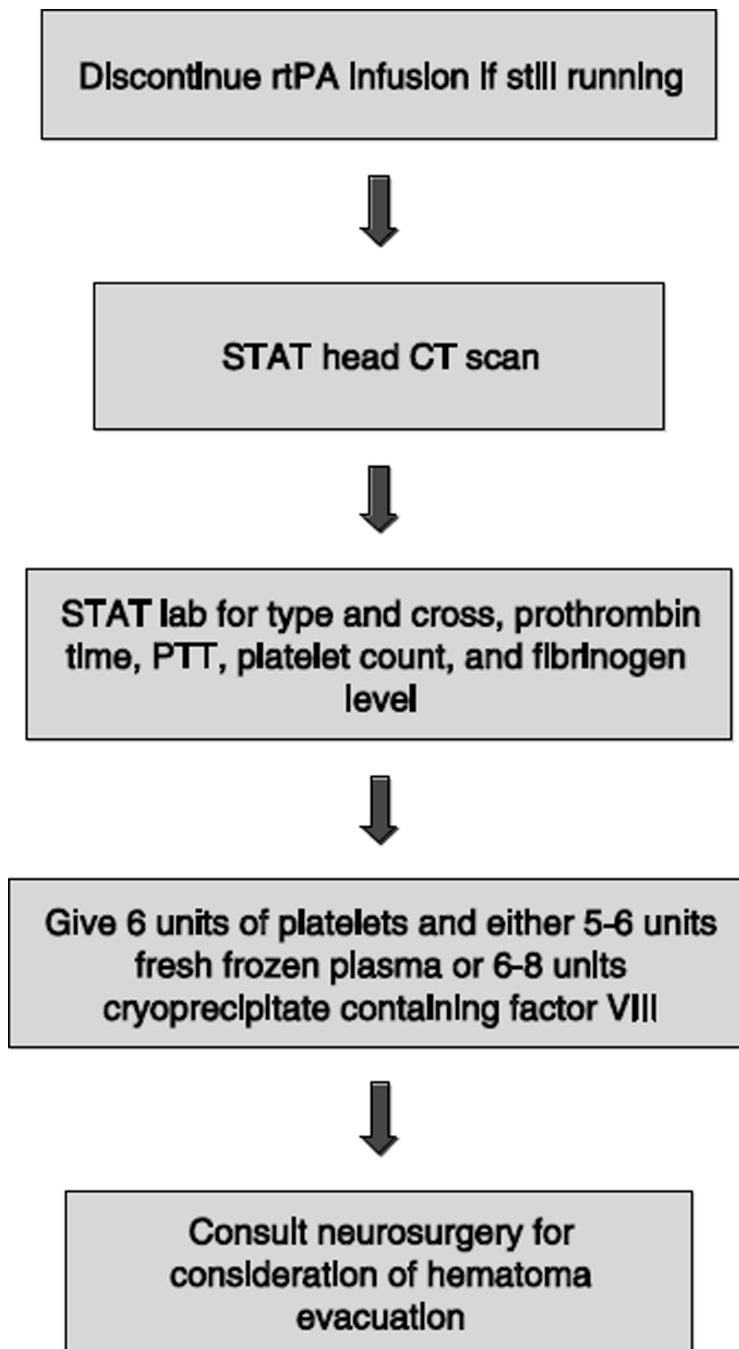 Discontinue rtPA infusion if still running
STAT head CT scan
STAT lab for type and cross, prothrombin
time, PTT, platelet count, and fibrinogen
level
Give 6 units of platelets and either 5-6 units
fresh frozen plasma or 6-8 units
cryoprecipitate containing factor VIII
Consult neurosurgery for
consideration of hematoma
evacuation